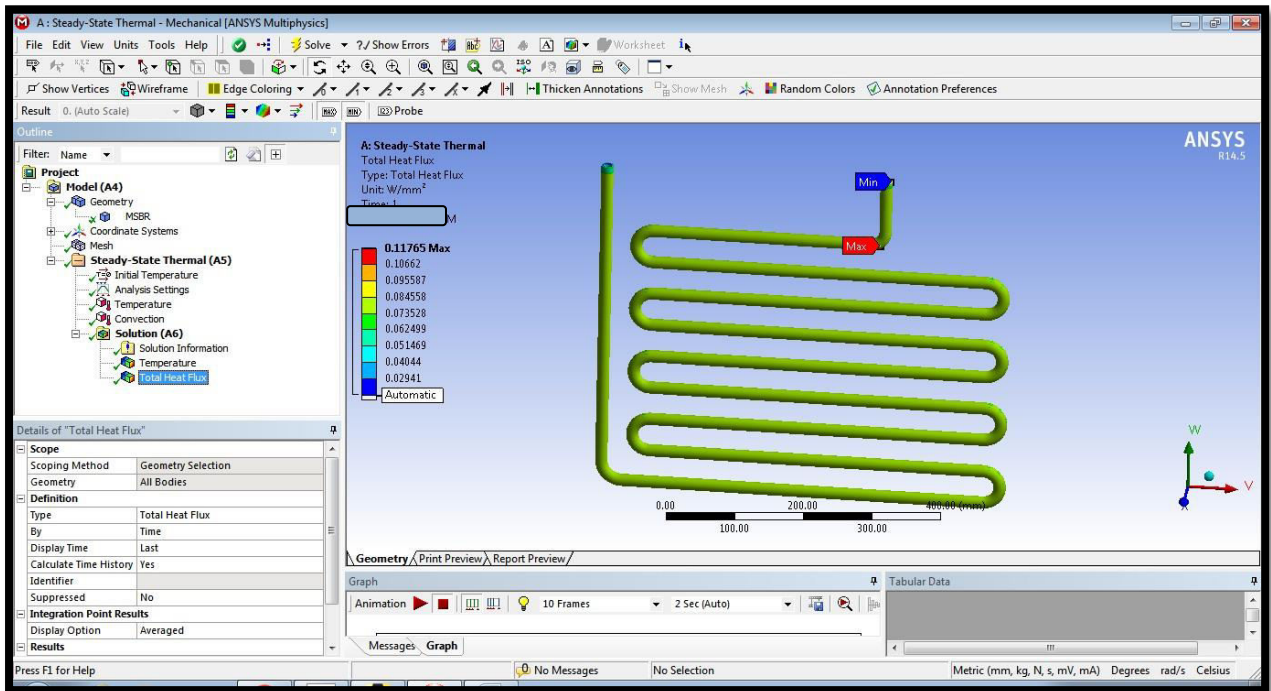 A : Steady-State Thermal - Mechanical [ANSYS Multiphysics]
File Edit View Units Tools Help Solve ?/ Show Errors Worksheet
Show Vertices Wireframe Edge Coloring Thicken Annotations Show Mesh Random Colors Annotation Preferences
Result 0. (Auto Scale) MAX MIN Probe
Outline
Filter: Name
Project
Model (A4)
Geometry
MSBR
Coordinate Systems
Mesh
Steady-State Thermal (A5)
Initial Temperature
Analysis Settings
Temperature
Convection
Solution (A6)
Solution Information
Temperature
Total Heat Flux
Details of "Total Heat Flux"
Scope
Scoping Method Geometry Selection
Geometry All Bodies
Definition
Type Total Heat Flux
By Time
Display Time Last
Calculate Time History Yes
Identifier
Suppressed No
Integration Point Results
Display Option Averaged
Results
A: Steady-State Thermal
Total Heat Flux
Type: Total Heat Flux
Unit: W/mm²
Time: 1
M
0.11765 Max
0.10662
0.095587
0.084558
0.073528
0.062499
0.051469
0.04044
0.02941
Automatic
ANSYS
R14.5
Min
Max
W
V
0.00 200.00 400.00 (mm)
100.00 300.00
Geometry Print Preview Report Preview
Graph
Animation 10 Frames 2 Sec (Auto)
Messages Graph
Tabular Data
Press F1 for Help No Messages No Selection Metric (mm, kg, N, s, mV, mA) Degrees rad/s Celsius